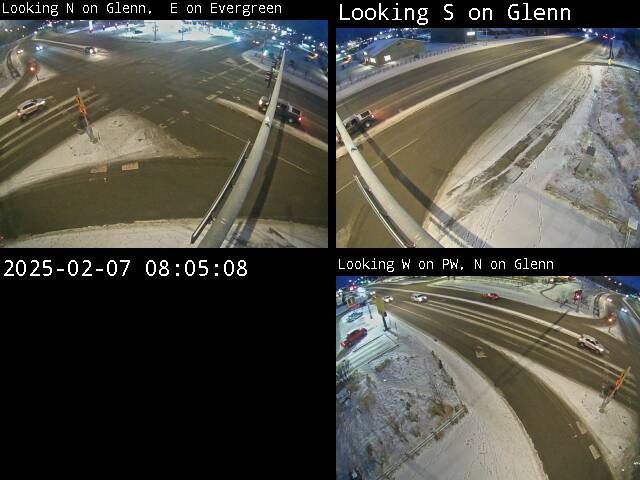 Looking N on Glenn,  E on Evergreen
Looking S on Glenn
2025-02-07 08:05:08
Looking W on PW, N on Glenn